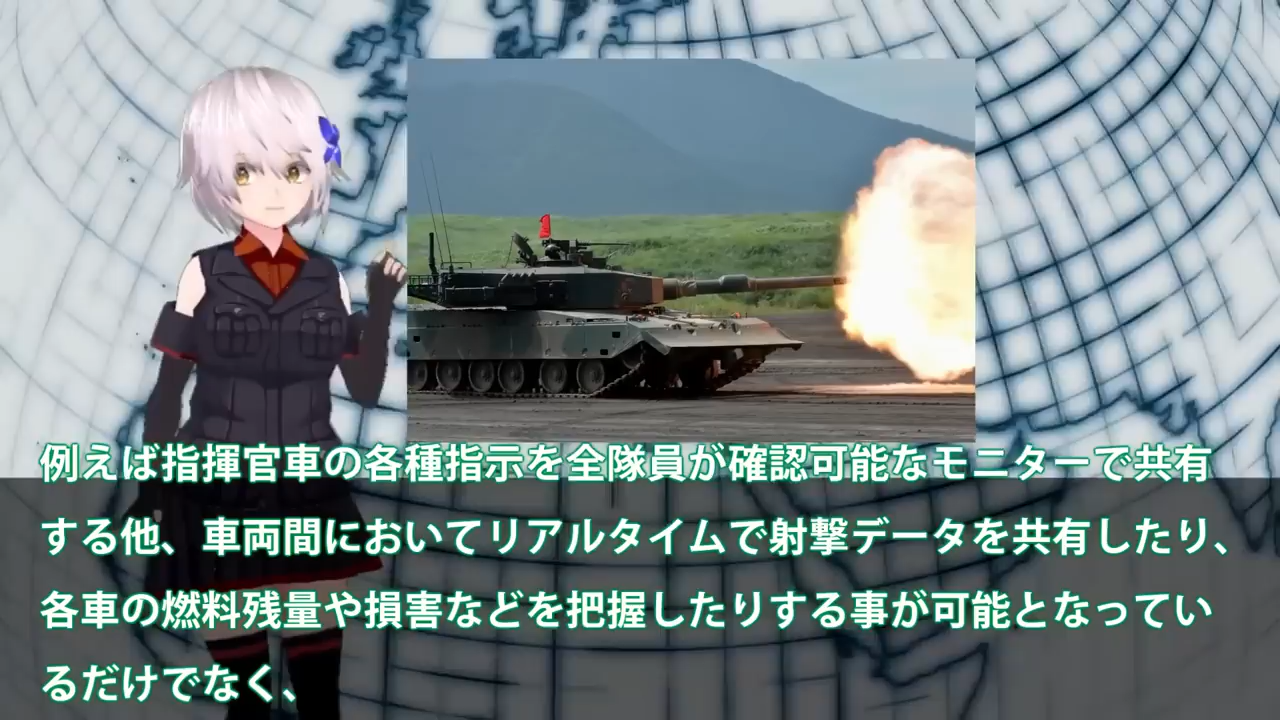 例えば指揮官車の各種指示を全隊員が確認可能なモニターで共有
する他、車両間においてリアルタイムで射撃データを共有したり、
各車の燃料残量や損害などを把握したりする事が可能となってい
るだけでなく、